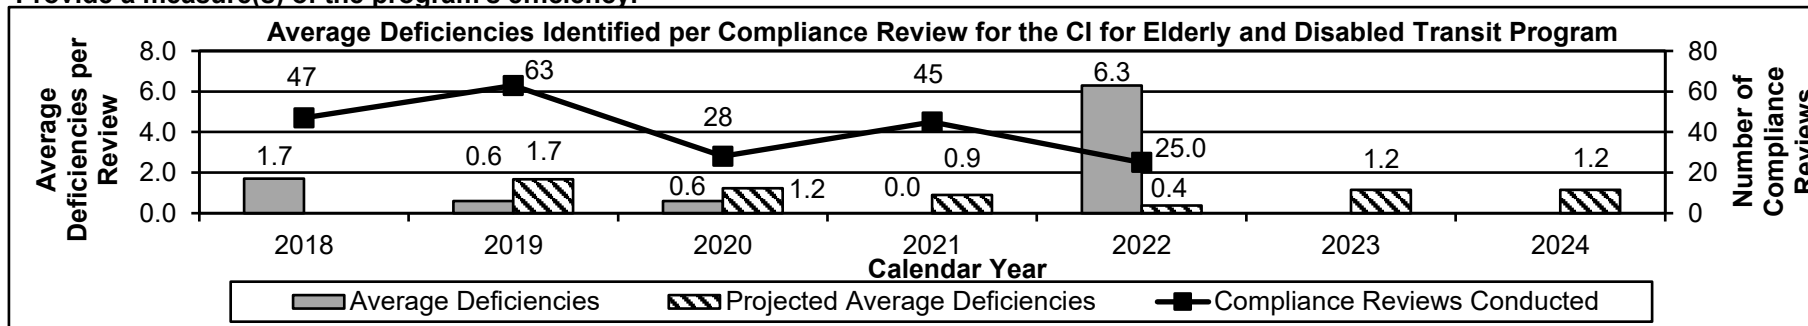 Provide a measure(s) of the program's efficiency.
Average Deficiencies Identified per Compliance Review for the CI for Elderly and Disabled Transit Program
Average
Deficiencies per
Review
8.0
6.0
4.0
2.0
0.0
47
63
28
45
25.0
1.7
0.6
1.7
0.6
1.2
0.0
0.9
6.3
0.4
1.2
1.2
80
60
40
20
0
Number of
Compliance
Reviews
2018
2019
2020
2021
2022
2023
2024
Calendar Year
Average Deficiencies
Projected Average Deficiencies
Compliance Reviews Conducted